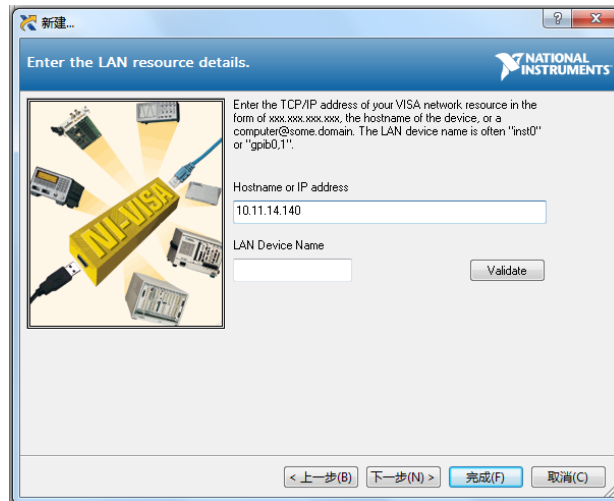 新建...
Enter the LAN resource details.
NATIONAL
INSTRUMENTS
Enter the TCP/IP address of your VISA network resource in the
form of xxx.xxx.xxx.xxx, the hostname of the device, or a
computer@some.domain. The LAN device name is often "inst0"
or "gpib0,1".
NI-VISA
Hostname or IP address
10.11.14.140
LAN Device Name
Validate
< 上一步(B) 下一步(N) > 完成(F) 取消(C)